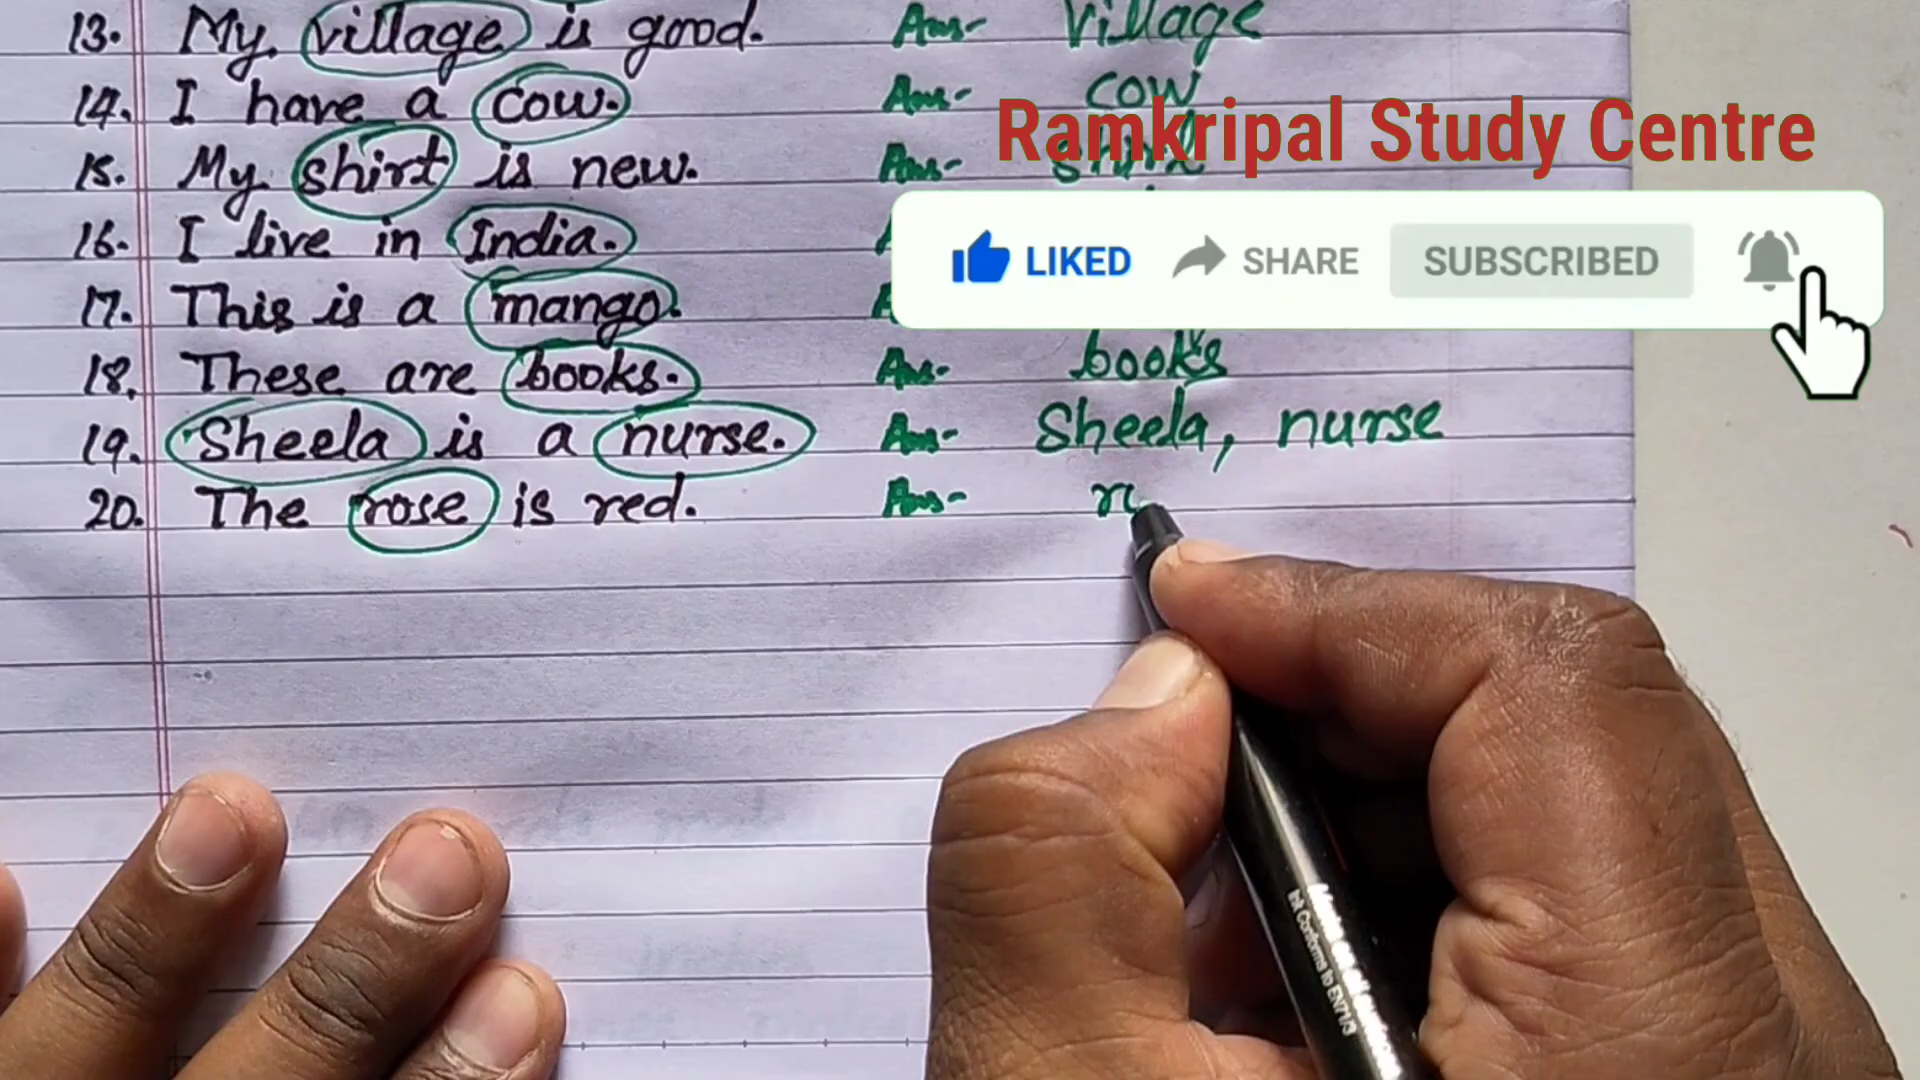 13. My village is good. Ans- village
14. I have a cow. Ans- cow
Ramkripal Study Centre
15. My shirt is new. Ans- shirt
16. I live in India.
LIKED SHARE SUBSCRIBED
17. This is a mango.
18. These are books. Ans- books
19. Sheela is a nurse. Ans- Sheela, nurse
20. The rose is red. Ans- ro